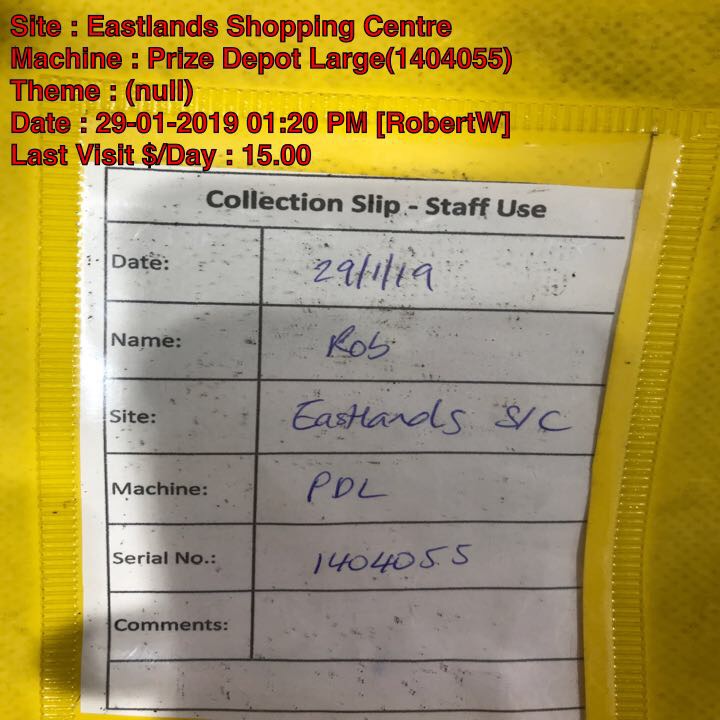 Site : Eastlands Shopping Centre
Machine : Prize Depot Large(1404055)
Theme : (null)
Date : 29-01-2019 01:20 PM [RobertW]
Last Visit $/Day : 15.00
Collection Slip - Staff Use
Date: 29/1/19
Name: Rob
Site: Eastlands S/C
Machine: PDL
Serial No.: 1404055
Comments: